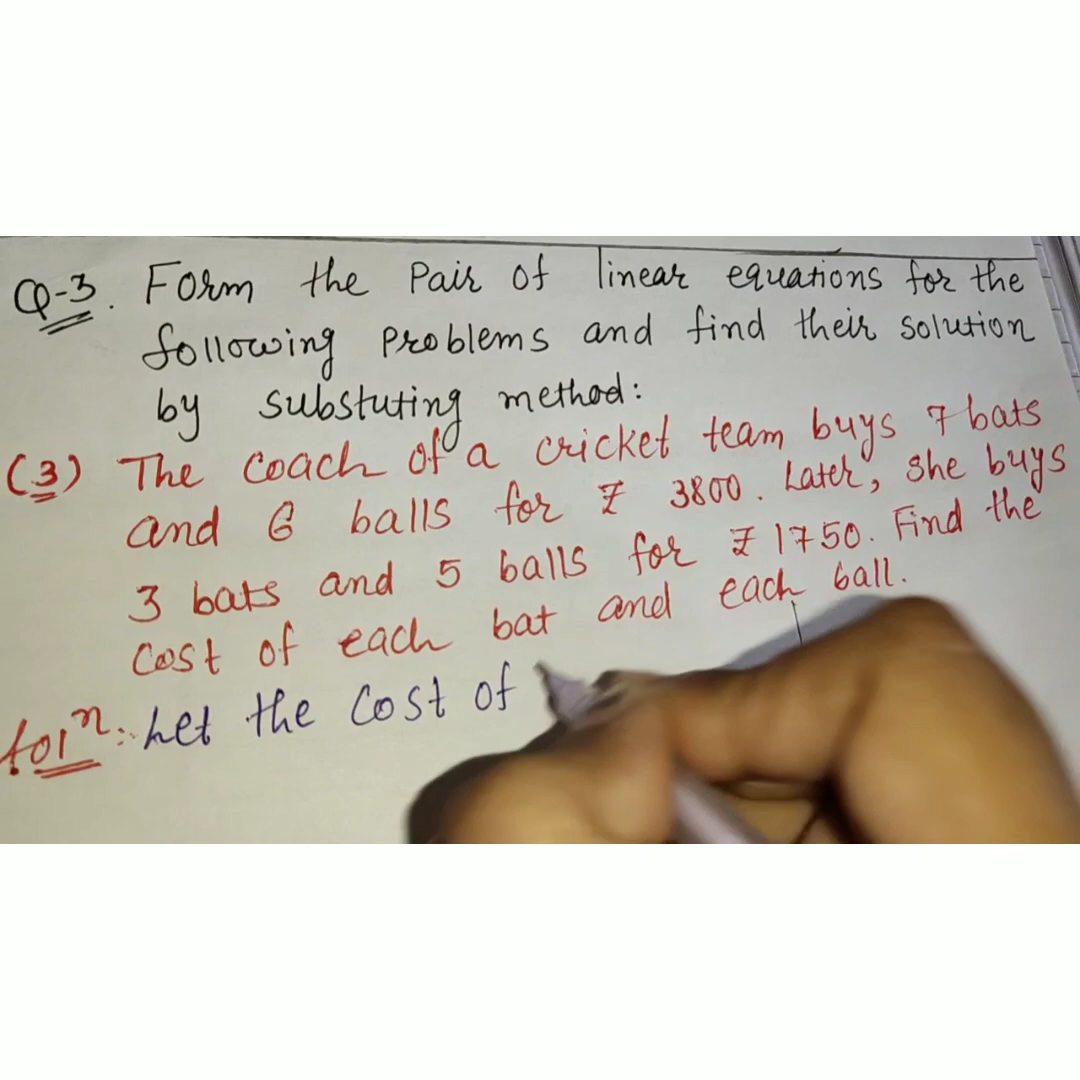 Q-3. Form the Pair of linear equations for the
following Problems and find their solution
by substuting method:
(3) The coach of a cricket team buys 7 bats
and 6 balls for ₹ 3800. Later, she buys
3 bats and 5 balls for ₹ 1750. Find the
cost of each bat and each ball.
Solⁿ:- Let the Cost of